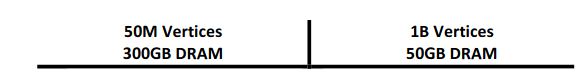 50M Vertices
300GB DRAM
1B Vertices
50GB DRAM